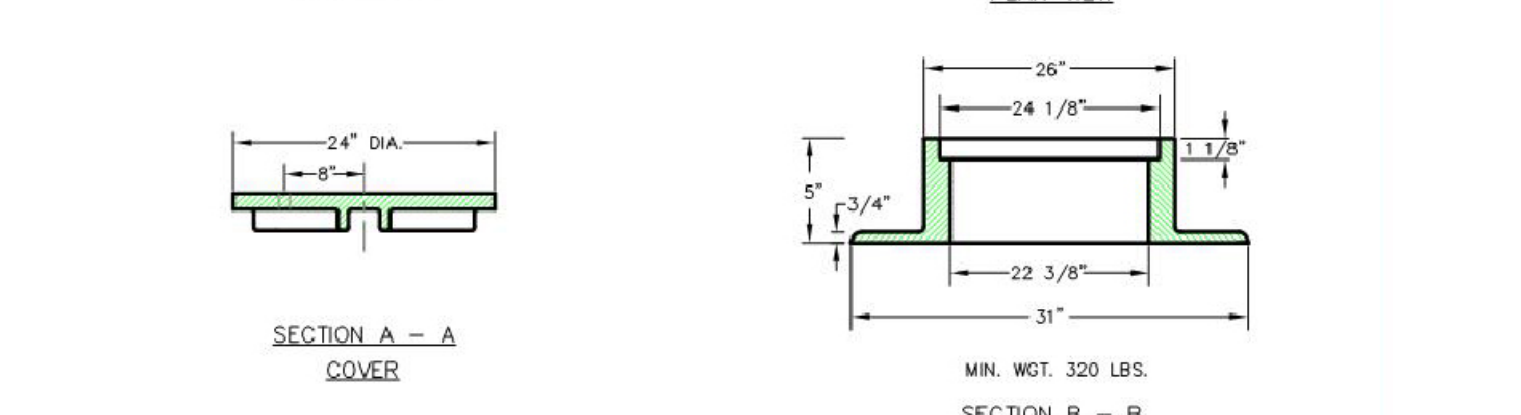 24" DIA.
8"
SECTION A – A
COVER
26"
24 1/8"
1 1/8"
5"
3/4"
22 3/8"
31"
MIN. WGT. 320 LBS.
SECTION B – B